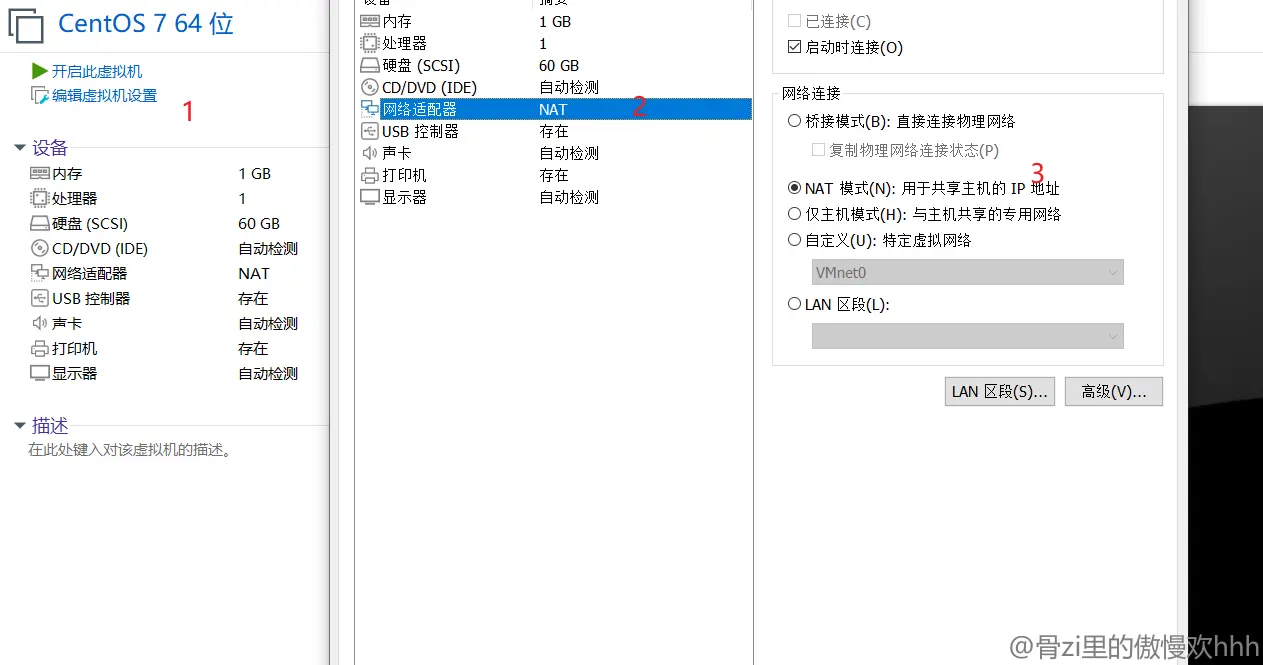 CentOS 7 64 位
开启此虚拟机
编辑虚拟机设置
1
设备
内存 1 GB
处理器 1
硬盘 (SCSI) 60 GB
CD/DVD (IDE) 自动检测
网络适配器 NAT
USB 控制器 存在
声卡 自动检测
打印机 存在
显示器 自动检测
描述
在此处键入对该虚拟机的描述。
设备 摘要
内存 1 GB
处理器 1
硬盘 (SCSI) 60 GB
CD/DVD (IDE) 自动检测
网络适配器 NAT 2
USB 控制器 存在
声卡 自动检测
打印机 存在
显示器 自动检测
已连接(C)
启动时连接(O)
网络连接
桥接模式(B): 直接连接物理网络
复制物理网络连接状态(P)
3
NAT 模式(N): 用于共享主机的 IP 地址
仅主机模式(H): 与主机共享的专用网络
自定义(U): 特定虚拟网络
VMnet0
LAN 区段(L):
LAN 区段(S)... 高级(V)...
@骨zi里的傲慢欢hhh